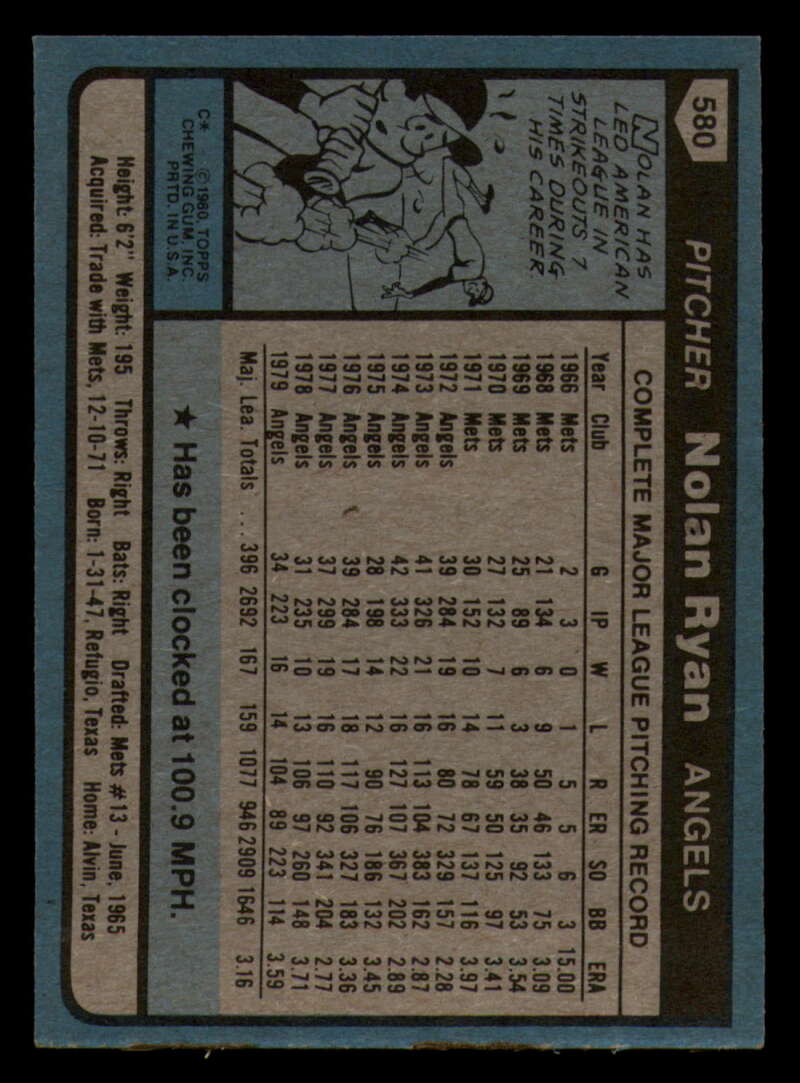 580 PITCHER Nolan Ryan ANGELS
NOLAN HAS
LED AMERICAN
LEAGUE IN
STRIKEOUTS 7
TIMES DURING
HIS CAREER
C* ©1980, TOPPS
CHEWING GUM, INC.
PRTD. IN U.S.A.
COMPLETE MAJOR LEAGUE PITCHING RECORD
Year Club G IP W L R ER SO BB ERA
1966 Mets 2 3 0 1 5 5 6 3 15.00
1968 Mets 21 134 6 9 50 46 133 75 3.09
1969 Mets 25 89 6 3 38 35 92 53 3.54
1970 Mets 27 132 7 11 59 50 125 97 3.41
1971 Mets 30 152 10 14 78 67 137 116 3.97
1972 Angels 39 284 19 16 80 72 329 157 2.28
1973 Angels 41 326 21 16 113 104 383 162 2.87
1974 Angels 42 333 22 16 127 107 367 202 2.89
1975 Angels 28 198 14 12 90 76 186 132 3.45
1976 Angels 39 284 17 18 117 106 327 183 3.36
1977 Angels 37 299 19 16 110 92 341 204 2.77
1978 Angels 31 235 10 13 106 97 260 148 3.71
1979 Angels 34 223 16 14 104 89 223 114 3.59
Maj. Lea. Totals ... 396 2692 167 159 1077 946 2909 1646 3.16
★ Has been clocked at 100.9 MPH.
Height: 6'2" Weight: 195 Throws: Right Bats: Right Drafted: Mets #13 - June, 1965
Acquired: Trade with Mets, 12-10-71 Born: 1-31-47, Refugio, Texas Home: Alvin, Texas